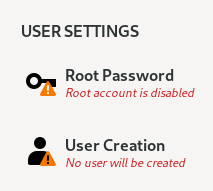 USER SETTINGS
Root Password
Root account is disabled
User Creation
No user will be created